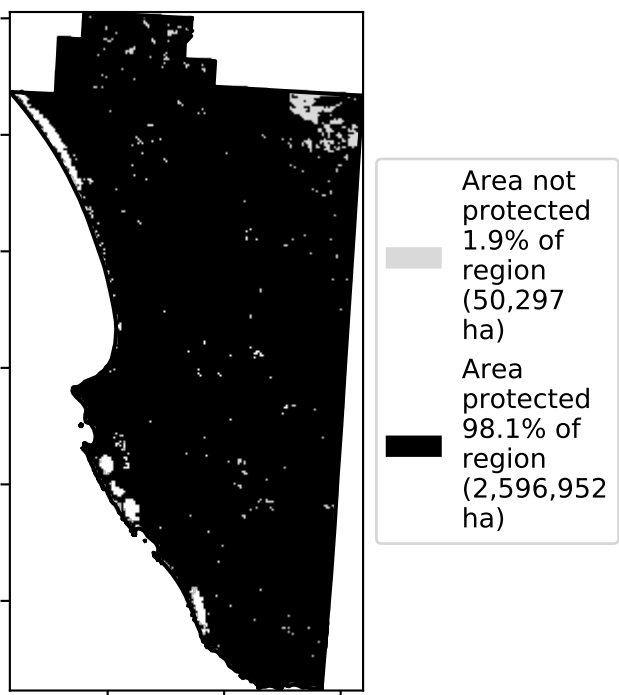 Area not
protected
1.9% of
region
(50,297
ha)
Area
protected
98.1% of
region
(2,596,952
ha)